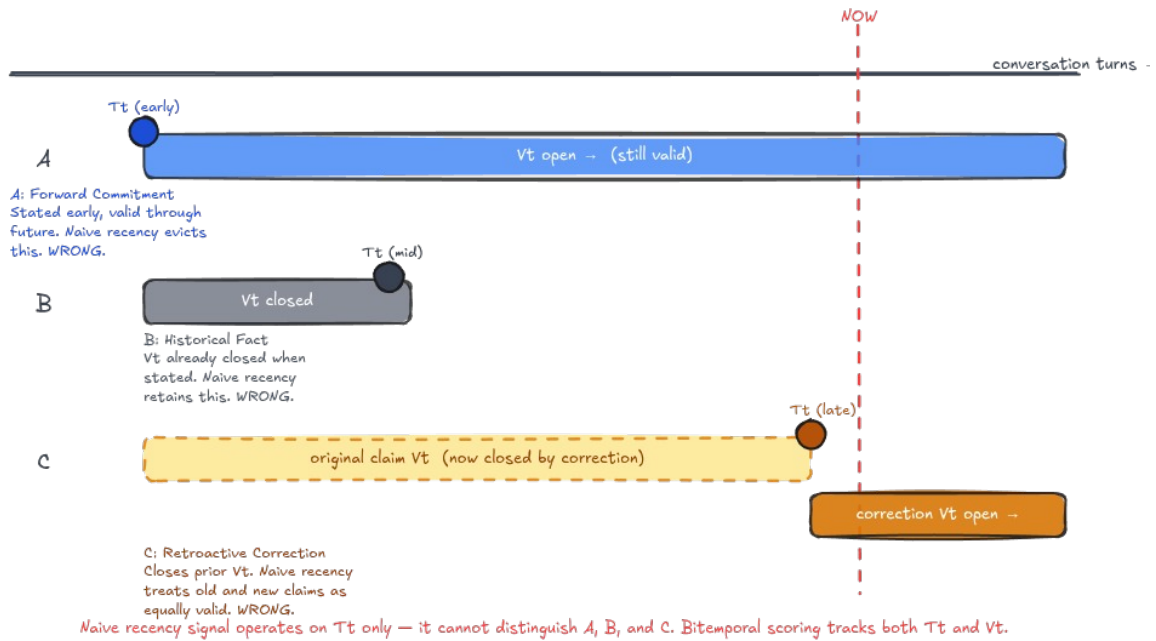 NOW
conversation turns →
Tt (early)
A
Vt open → (still valid)
A: Forward Commitment
Stated early, valid through
future. Naive recency evicts
this. WRONG.
Tt (mid)
B
Vt closed
B: Historical Fact
Vt already closed when
stated. Naive recency
retains this. WRONG.
Tt (late)
C
original claim Vt (now closed by correction)
correction Vt open →
C: Retroactive Correction
Closes prior Vt. Naive recency
treats old and new claims as
equally valid. WRONG.
Naive recency signal operates on Tt only — it cannot distinguish A, B, and C. Bitemporal scoring tracks both Tt and Vt.